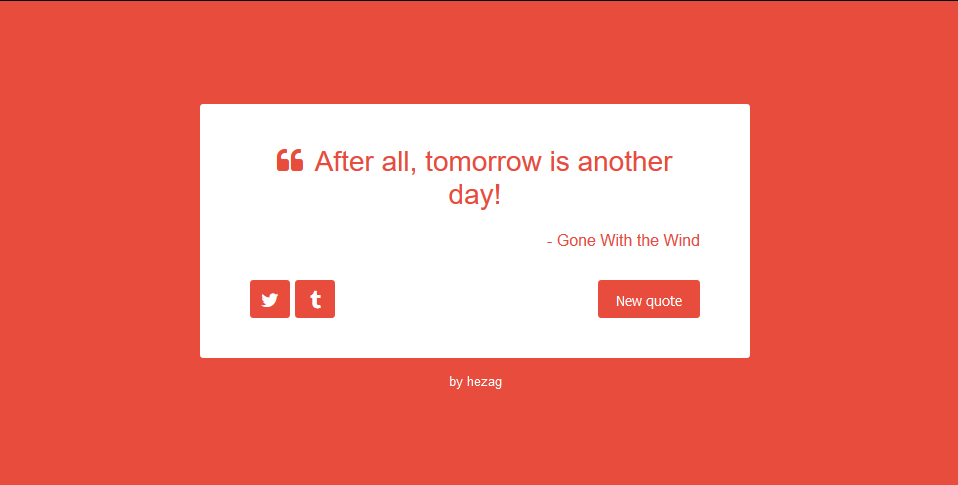 After all, tomorrow is another
day!
- Gone With the Wind
New quote
by hezag